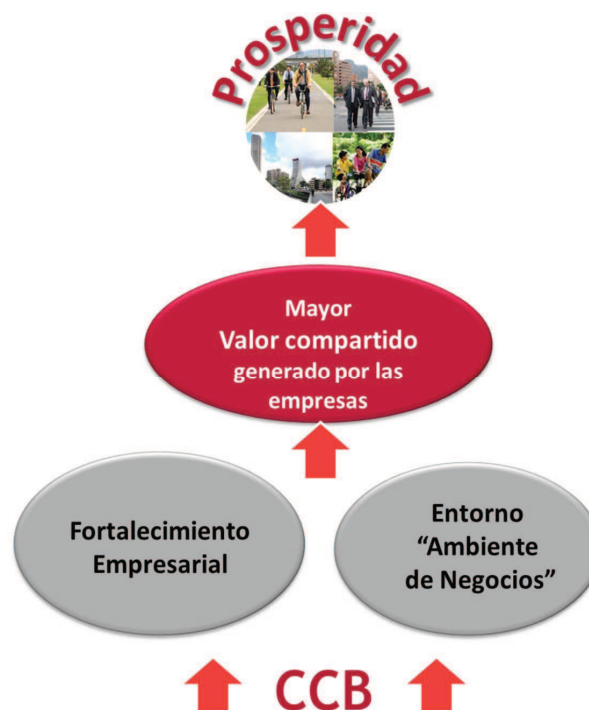 Prosperidad
Mayor
Valor compartido
generado por las
empresas
Fortalecimiento
Empresarial
Entorno
“Ambiente
de Negocios”
CCB